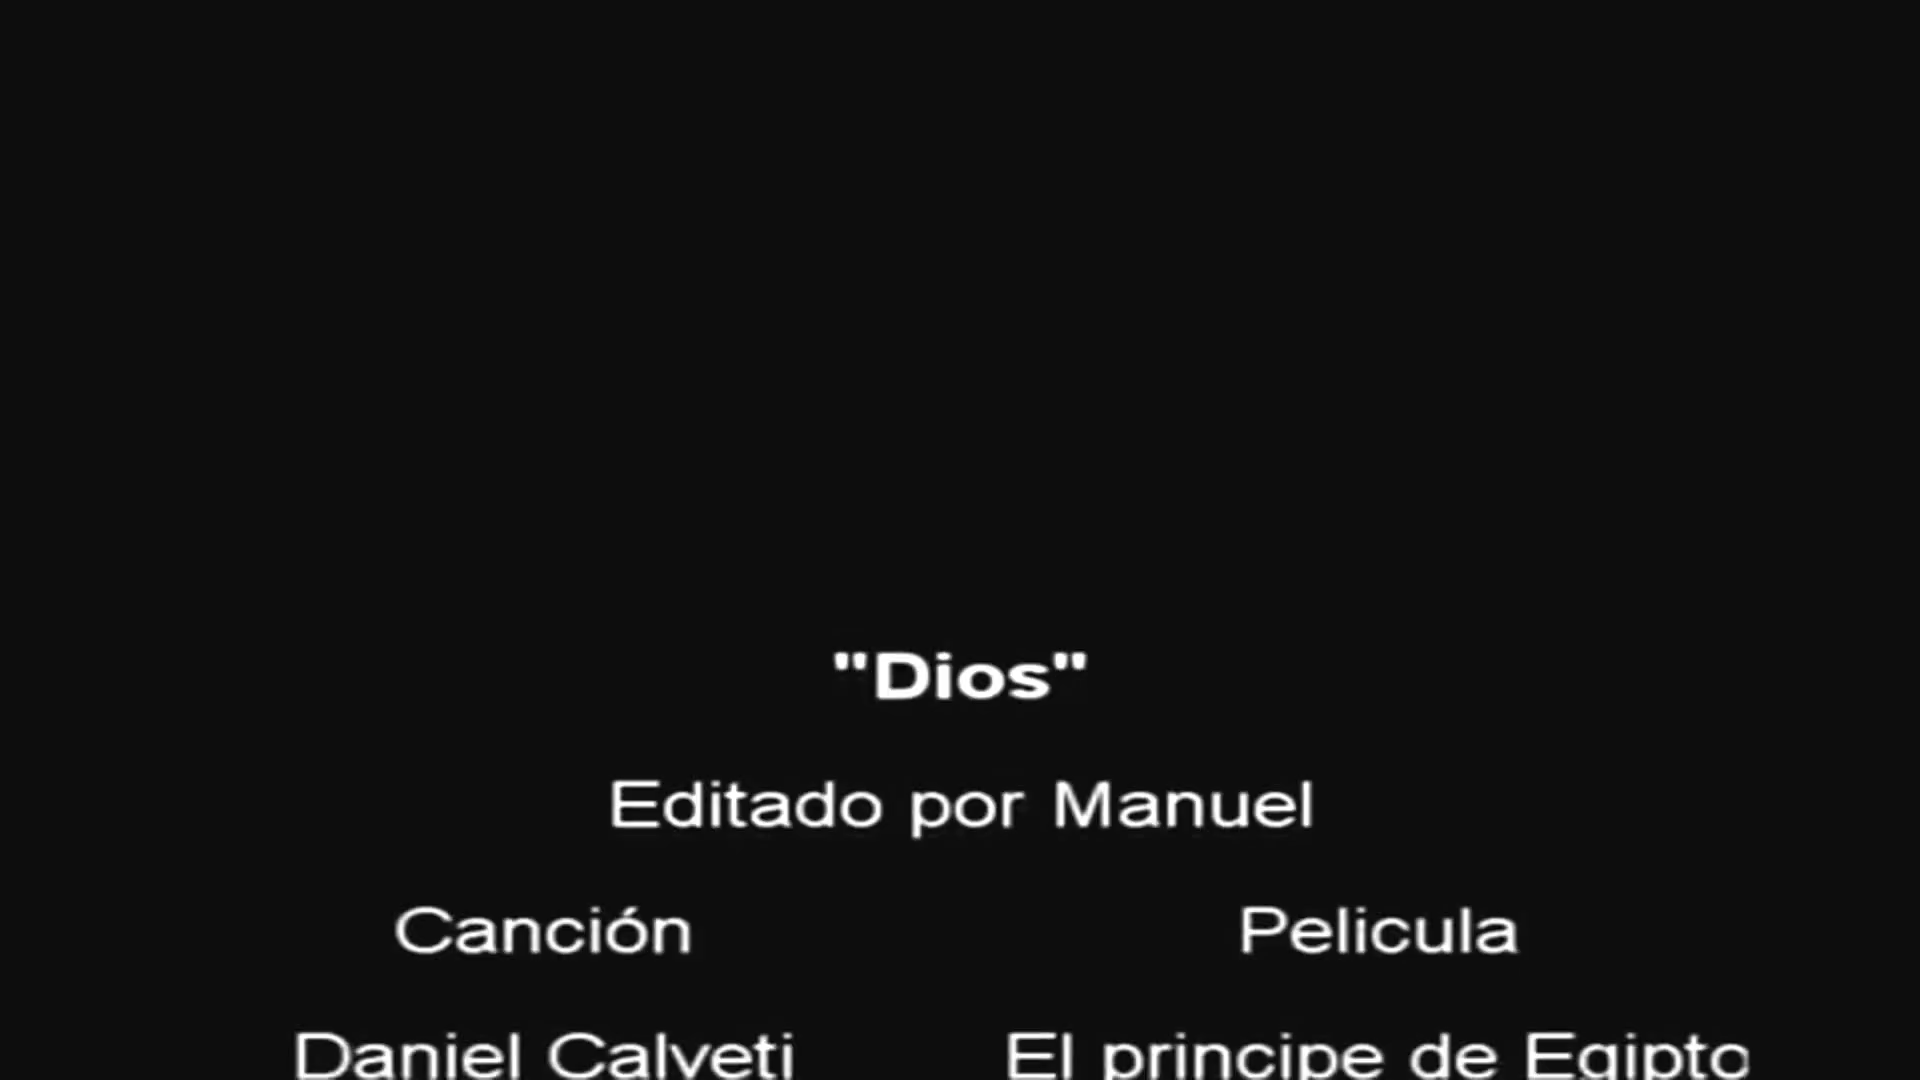 "Dios"
Editado por Manuel
Canción Pelicula
Daniel Calveti El principe de Egipto